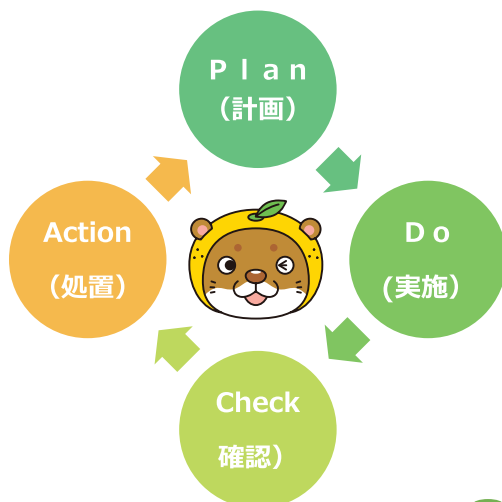 Ｐｌａｎ
（計画）
Ｄｏ
(実施）
Check
確認）
Action
（処置）